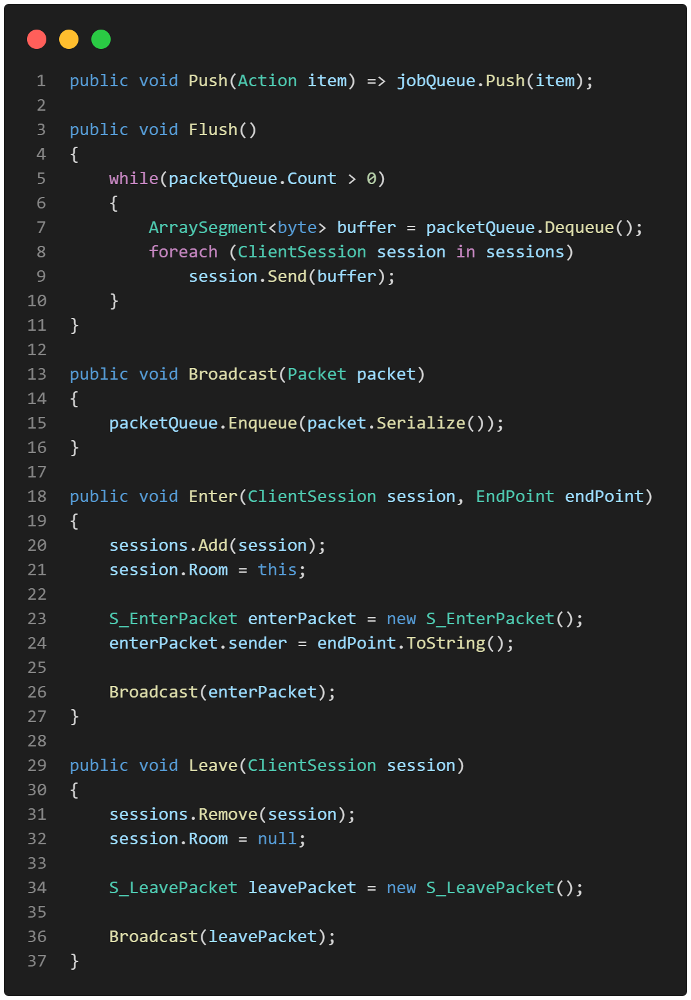 1 public void Push(Action item) => jobQueue.Push(item);
2
3 public void Flush()
4 {
5     while(packetQueue.Count > 0)
6     {
7         ArraySegment<byte> buffer = packetQueue.Dequeue();
8         foreach (ClientSession session in sessions)
9             session.Send(buffer);
10     }
11 }
12
13 public void Broadcast(Packet packet)
14 {
15     packetQueue.Enqueue(packet.Serialize());
16 }
17
18 public void Enter(ClientSession session, EndPoint endPoint)
19 {
20     sessions.Add(session);
21     session.Room = this;
22
23     S_EnterPacket enterPacket = new S_EnterPacket();
24     enterPacket.sender = endPoint.ToString();
25
26     Broadcast(enterPacket);
27 }
28
29 public void Leave(ClientSession session)
30 {
31     sessions.Remove(session);
32     session.Room = null;
33
34     S_LeavePacket leavePacket = new S_LeavePacket();
35
36     Broadcast(leavePacket);
37 }